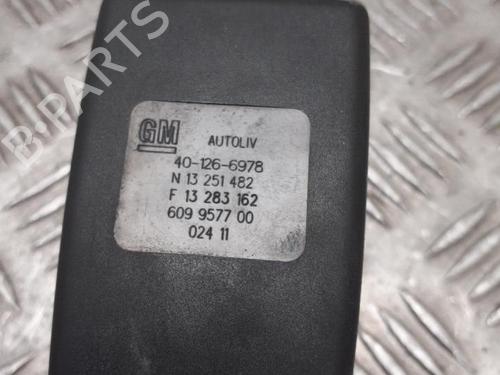 B-PARTS
GM
AUTOLIV
40-126-6978
N 13 251 482
F 13 283 162
609 9577 00
024 11